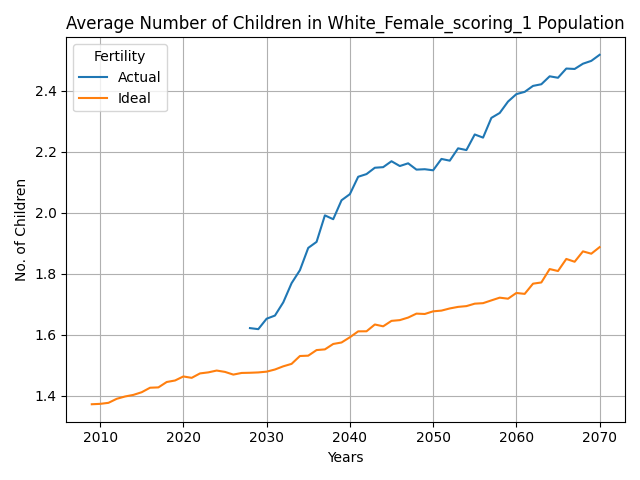 Average Number of Children in White_Female_scoring_1 Population
Fertility
Actual
Ideal
No. of Children
2.4
2.2
2.0
1.8
1.6
1.4
2010 2020 2030 2040 2050 2060 2070
Years